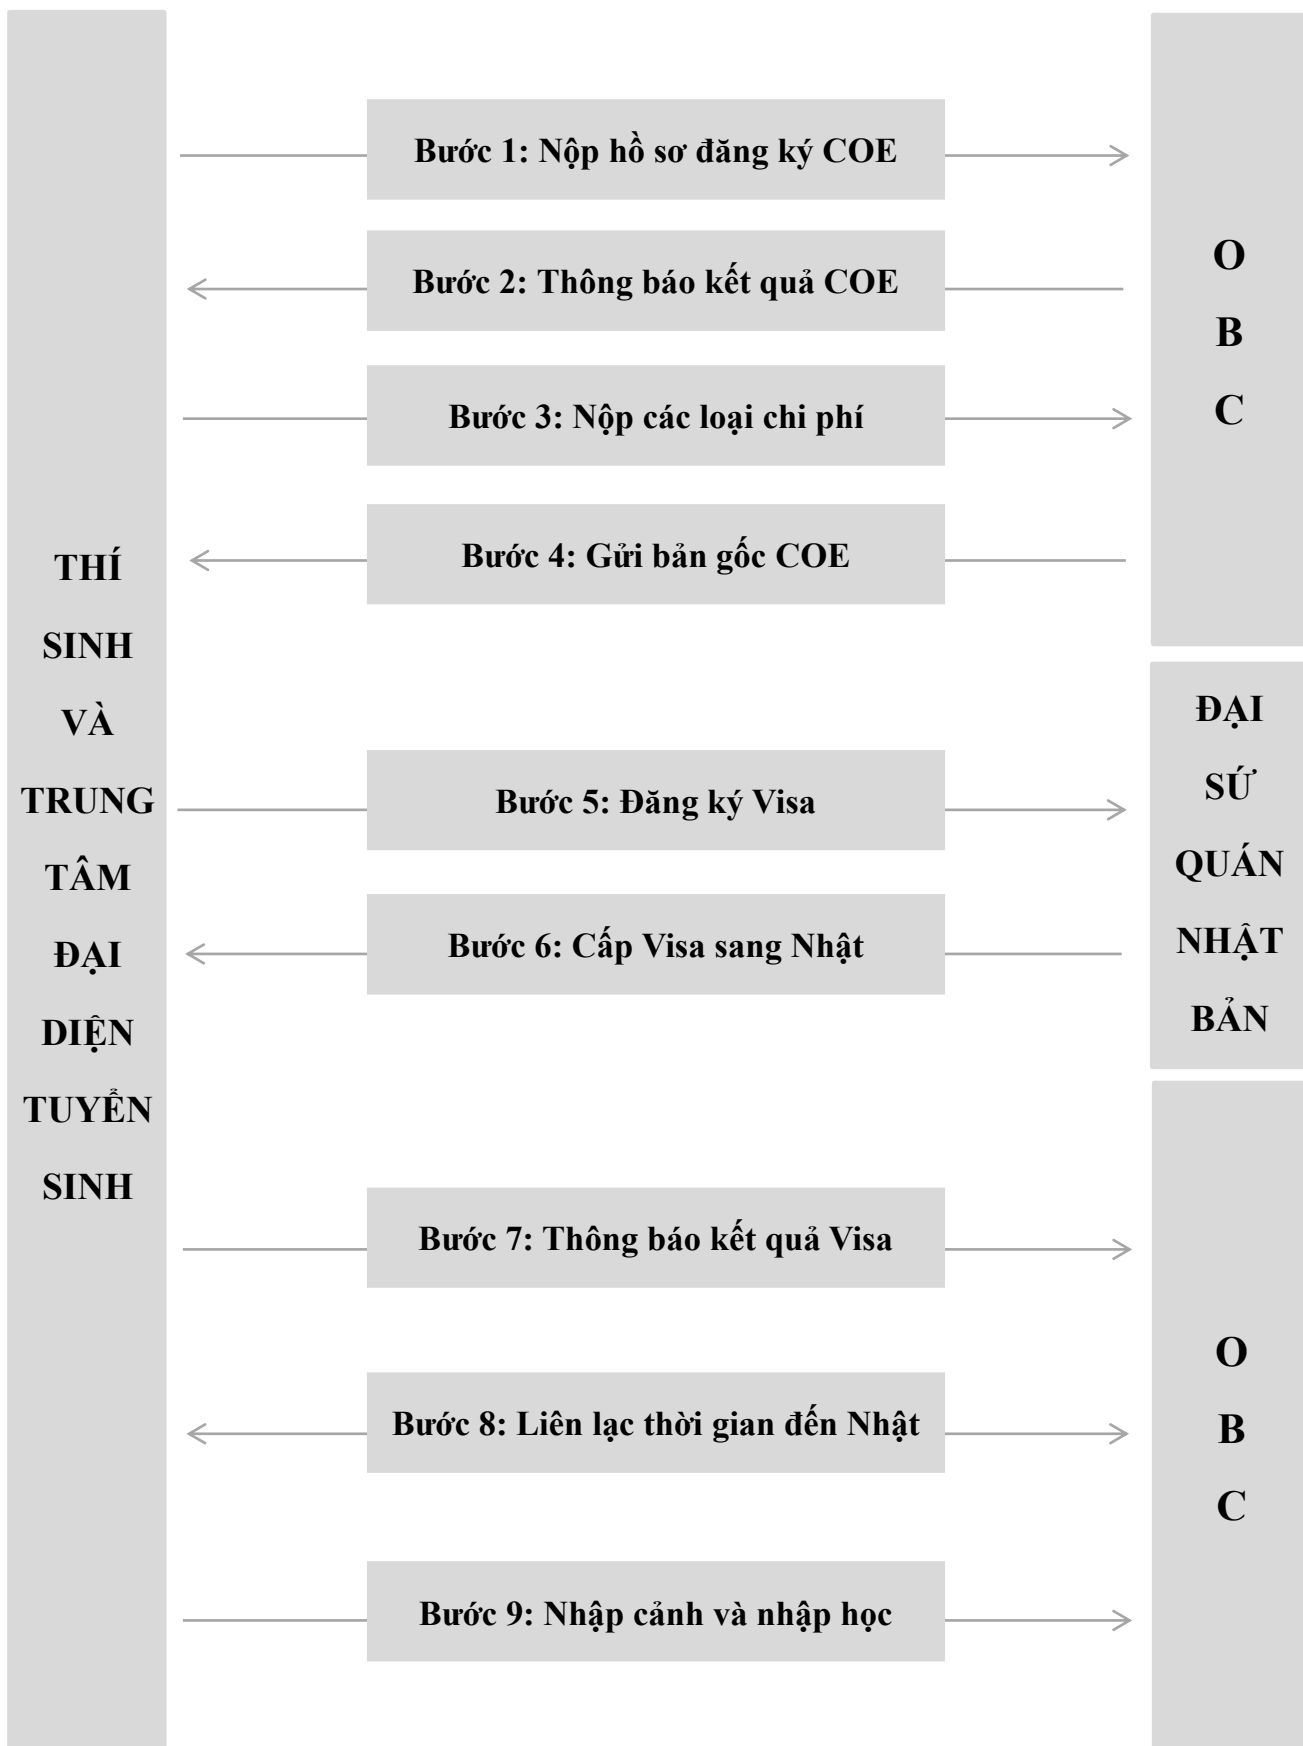 THÍ
SINH
VÀ
TRUNG
TÂM
ĐẠI
DIỆN
TUYỂN
SINH
Bước 1: Nộp hồ sơ đăng ký COE
Bước 2: Thông báo kết quả COE
Bước 3: Nộp các loại chi phí
Bước 4: Gửi bản gốc COE
Bước 5: Đăng ký Visa
Bước 6: Cấp Visa sang Nhật
Bước 7: Thông báo kết quả Visa
Bước 8: Liên lạc thời gian đến Nhật
Bước 9: Nhập cảnh và nhập học
O
B
C
ĐẠI
SỨ
QUÁN
NHẬT
BẢN
O
B
C